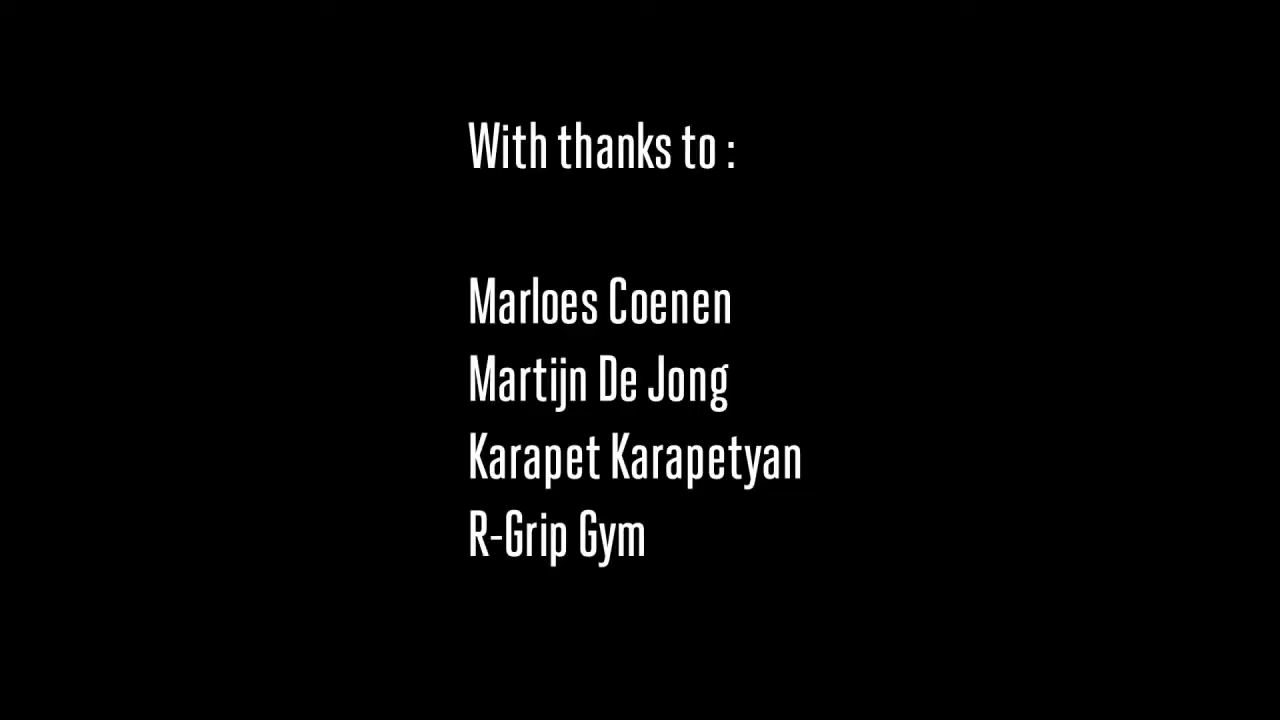 With thanks to :
Marloes Coenen
Martijn De Jong
Karapet Karapetyan
R-Grip Gym